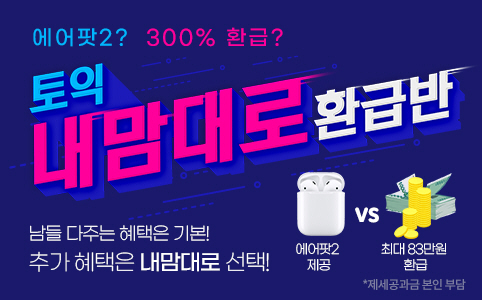 에어팟2? 300% 환급?
토익
내맘대로 환급반
남들 다주는 혜택은 기본!
추가 혜택은 내맘대로 선택!
VS
에어팟2 제공
최대 83만원 환급
*제세공과금 본인 부담